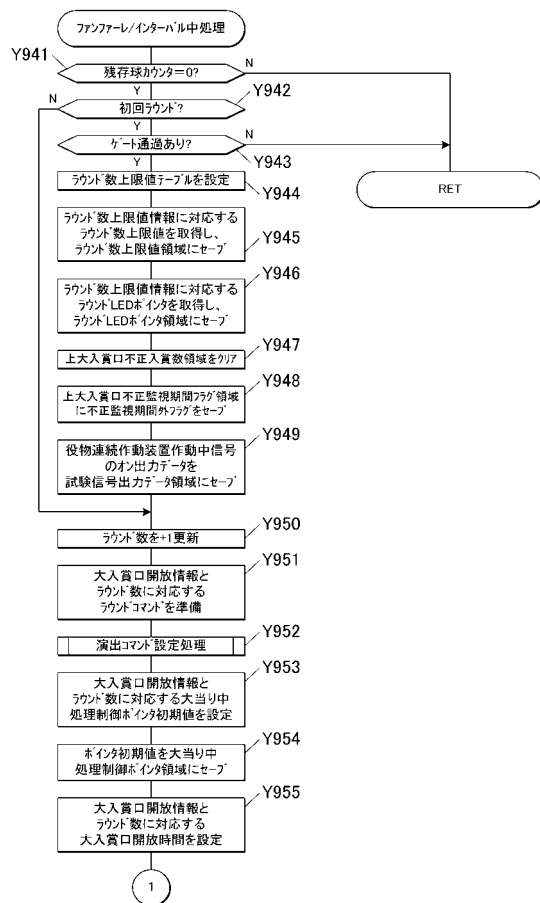 ファンファーレ/インターバル中処理
Y941
残存球カウンター=0?
N
Y
Y942
N
初回ラウンド?
Y
ゲート通過あり?
N
Y943
Y
RET
ラウンド数上限値テーブルを設定
Y944
ラウンド数上限値情報に対応する
ラウンド数上限値を取得し、
ラウンド数上限値領域にセーブ
Y945
Y946
ラウンド数上限値情報に対応する
ラウンドLEDポインタを取得し、
ラウンドLEDポインタ領域にセーブ
Y947
上大入賞口不正入賞数領域をクリア
Y948
上大入賞口不正監視期間フラグ領域
に不正監視期間外フラグをセーブ
Y949
役物連続作動装置作動中信号
のオン出力データを
試験信号出力データ領域にセーブ
Y950
ラウンド数を+1更新
Y951
大入賞口開放情報と
ラウンド数に対応する
ラウンドコマンドを準備
Y952
演出コマンド設定処理
Y953
大入賞口開放情報と
ラウンド数に対応する大当り中
処理制御ポインタ初期値を設定
Y954
ポインタ初期値を大当り中
処理制御ポインタ領域にセーブ
Y955
大入賞口開放情報と
ラウンド数に対応する
大入賞口開放時間を設定
1